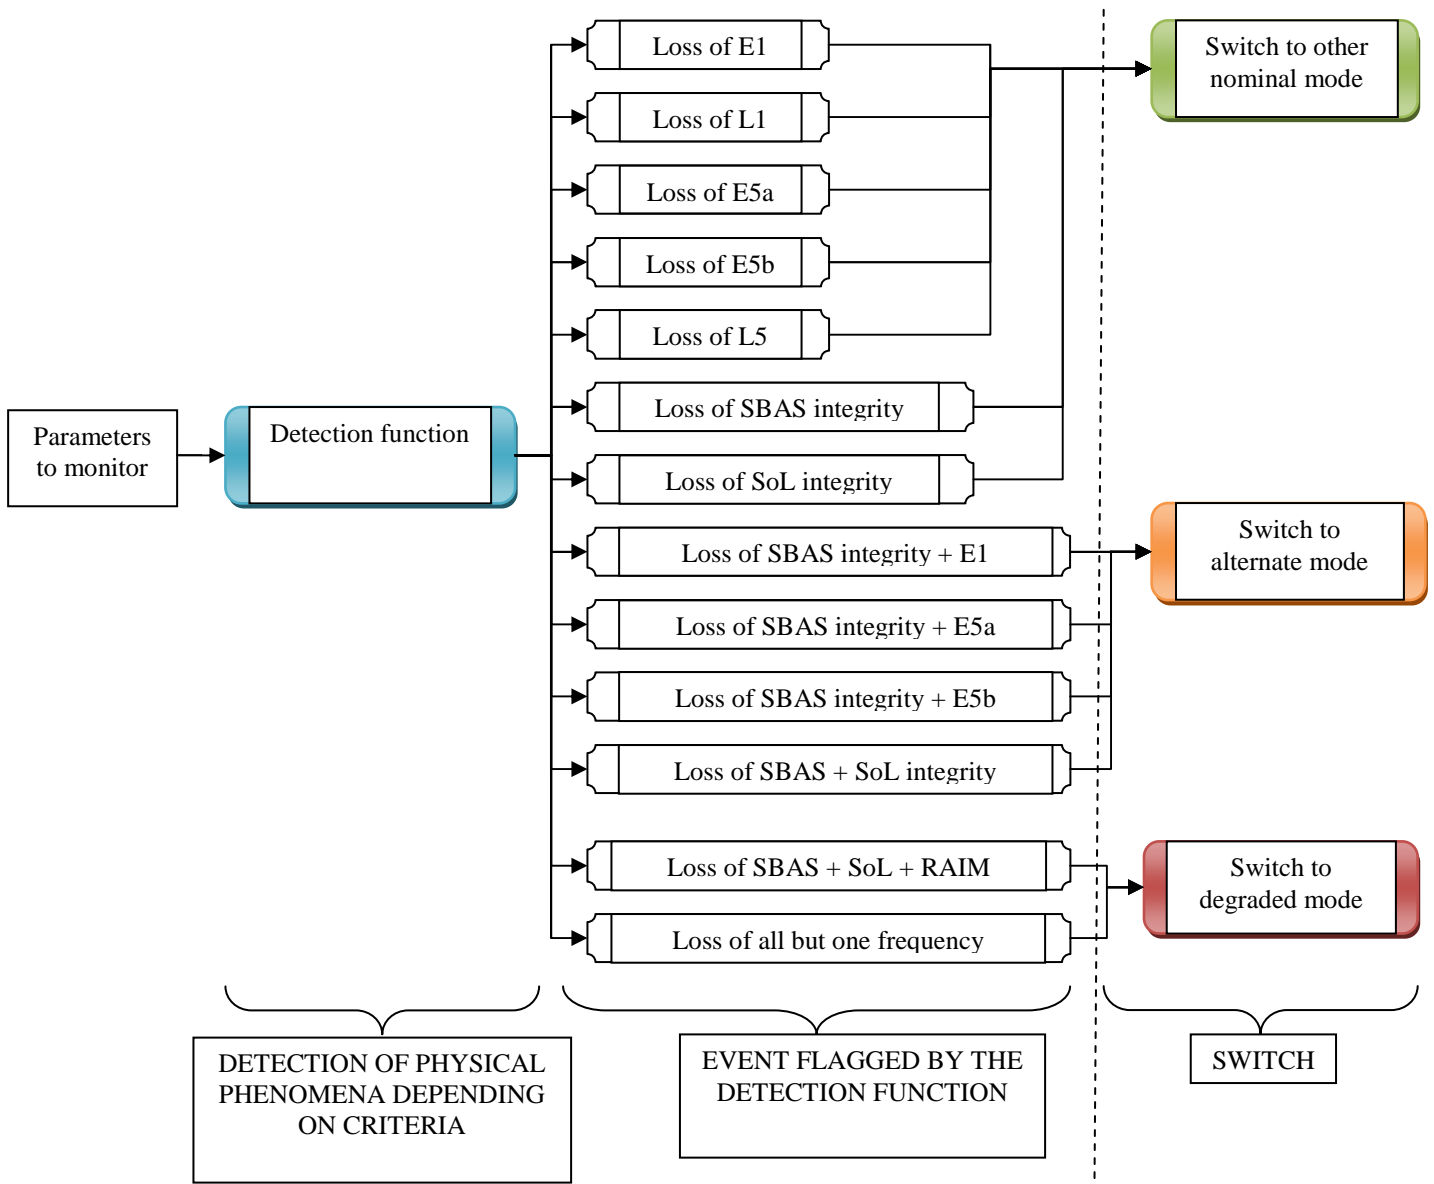 Parameters
to monitor
Detection function
Loss of E1
Loss of L1
Loss of E5a
Loss of E5b
Loss of L5
Loss of SBAS integrity
Loss of SoL integrity
Loss of SBAS integrity + E1
Loss of SBAS integrity + E5a
Loss of SBAS integrity + E5b
Loss of SBAS + SoL integrity
Loss of SBAS + SoL + RAIM
Loss of all but one frequency
Switch to other
nominal mode
Switch to
alternate mode
Switch to
degraded mode
DETECTION OF PHYSICAL
PHENOMENA DEPENDING
ON CRITERIA
EVENT FLAGGED BY THE
DETECTION FUNCTION
SWITCH